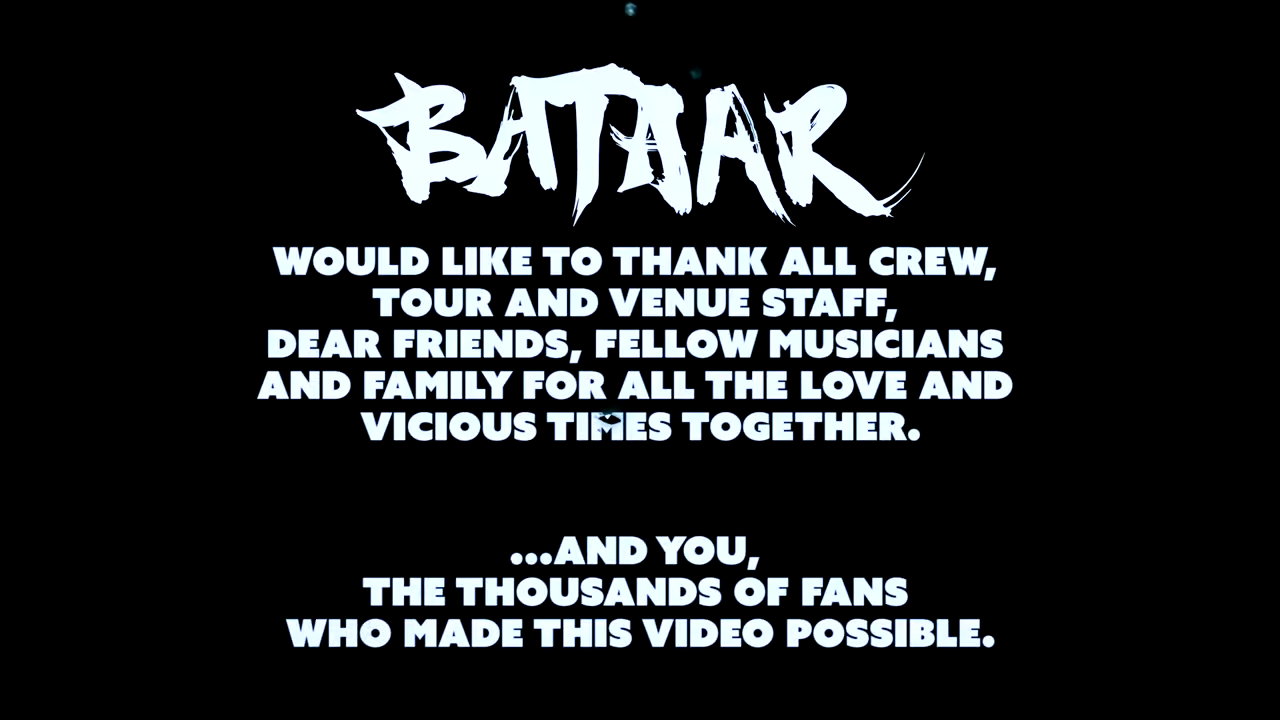 BATAAR
WOULD LIKE TO THANK ALL CREW,
TOUR AND VENUE STAFF,
DEAR FRIENDS, FELLOW MUSICIANS
AND FAMILY FOR ALL THE LOVE AND
VICIOUS TIMES TOGETHER.
...AND YOU,
THE THOUSANDS OF FANS
WHO MADE THIS VIDEO POSSIBLE.